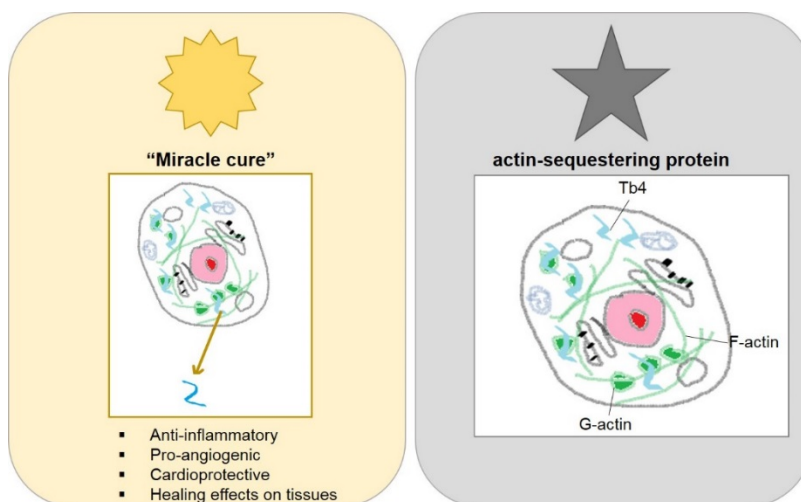 “Miracle cure”
▪ Anti-inflammatory
▪ Pro-angiogenic
▪ Cardioprotective
▪ Healing effects on tissues
actin-sequestering protein
Tb4
F-actin
G-actin